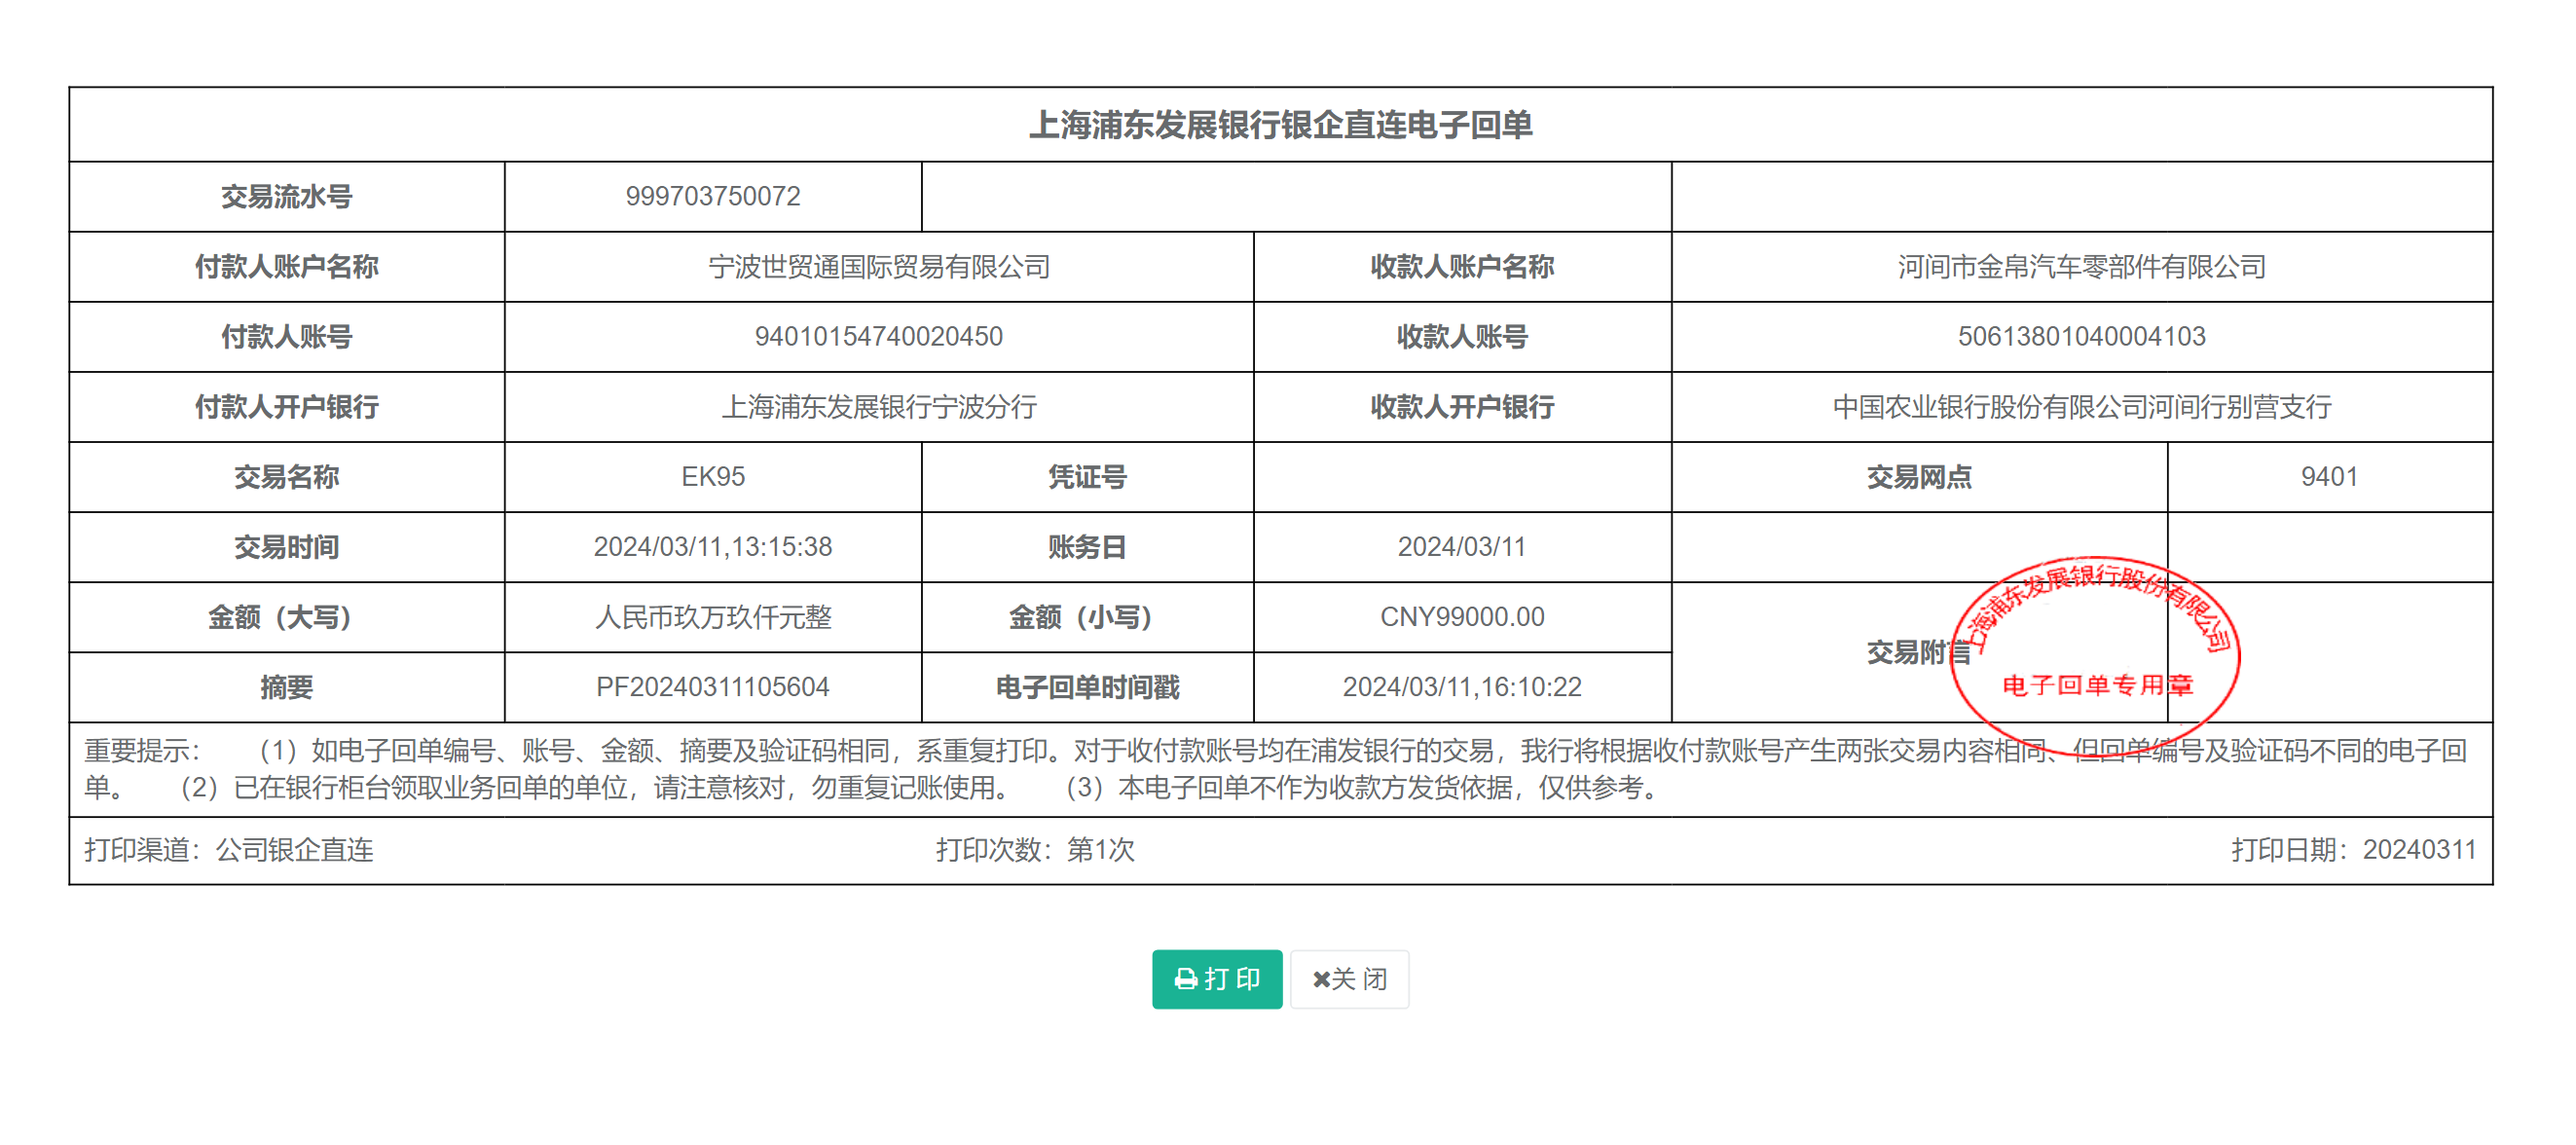 上海浦东发展银行银企直连电子回单
交易流水号 999703750072
付款人账户名称 宁波世贸通国际贸易有限公司 收款人账户名称 河间市金帛汽车零部件有限公司
付款人账号 94010154740020450 收款人账号 50613801040004103
付款人开户银行 上海浦东发展银行宁波分行 收款人开户银行 中国农业银行股份有限公司河间行别营支行
交易名称 EK95 凭证号 交易网点 9401
交易时间 2024/03/11,13:15:38 账务日 2024/03/11
金额（大写） 人民币玖万玖仟元整 金额（小写） CNY99000.00
交易附言
摘要 PF20240311105604 电子回单时间戳 2024/03/11,16:10:22
上海浦东发展银行股份有限公司
电子回单专用章
重要提示： （1）如电子回单编号、账号、金额、摘要及验证码相同，系重复打印。对于收付款账号均在浦发银行的交易，我行将根据收付款账号产生两张交易内容相同、但回单编号及验证码不同的电子回
单。 （2）已在银行柜台领取业务回单的单位，请注意核对，勿重复记账使用。 （3）本电子回单不作为收款方发货依据，仅供参考。
打印渠道：公司银企直连 打印次数：第1次 打印日期：20240311
打 印 关 闭